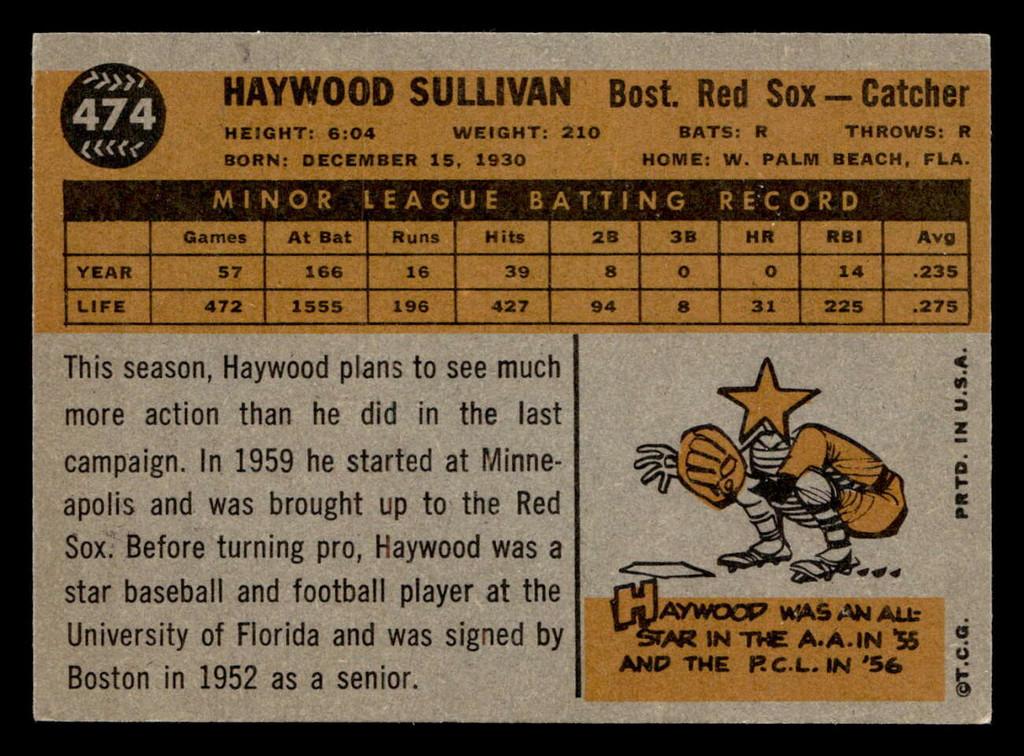 474
HAYWOOD SULLIVAN Bost. Red Sox — Catcher
HEIGHT: 6:04 WEIGHT: 210 BATS: R THROWS: R
BORN: DECEMBER 15, 1930 HOME: W. PALM BEACH, FLA.
MINOR LEAGUE BATTING RECORD
Games At Bat Runs Hits 2B 3B HR RBI Avg
YEAR 57 166 16 39 8 0 0 14 .235
LIFE 472 1555 196 427 94 8 31 225 .275
This season, Haywood plans to see much
more action than he did in the last
campaign. In 1959 he started at Minne-
apolis and was brought up to the Red
Sox. Before turning pro, Haywood was a
star baseball and football player at the
University of Florida and was signed by
Boston in 1952 as a senior.
HAYWOOD WAS AN ALL-
STAR IN THE A.A. IN '55
AND THE P.C.L. IN '56
PRTD. IN U.S.A.
©T.C.G.